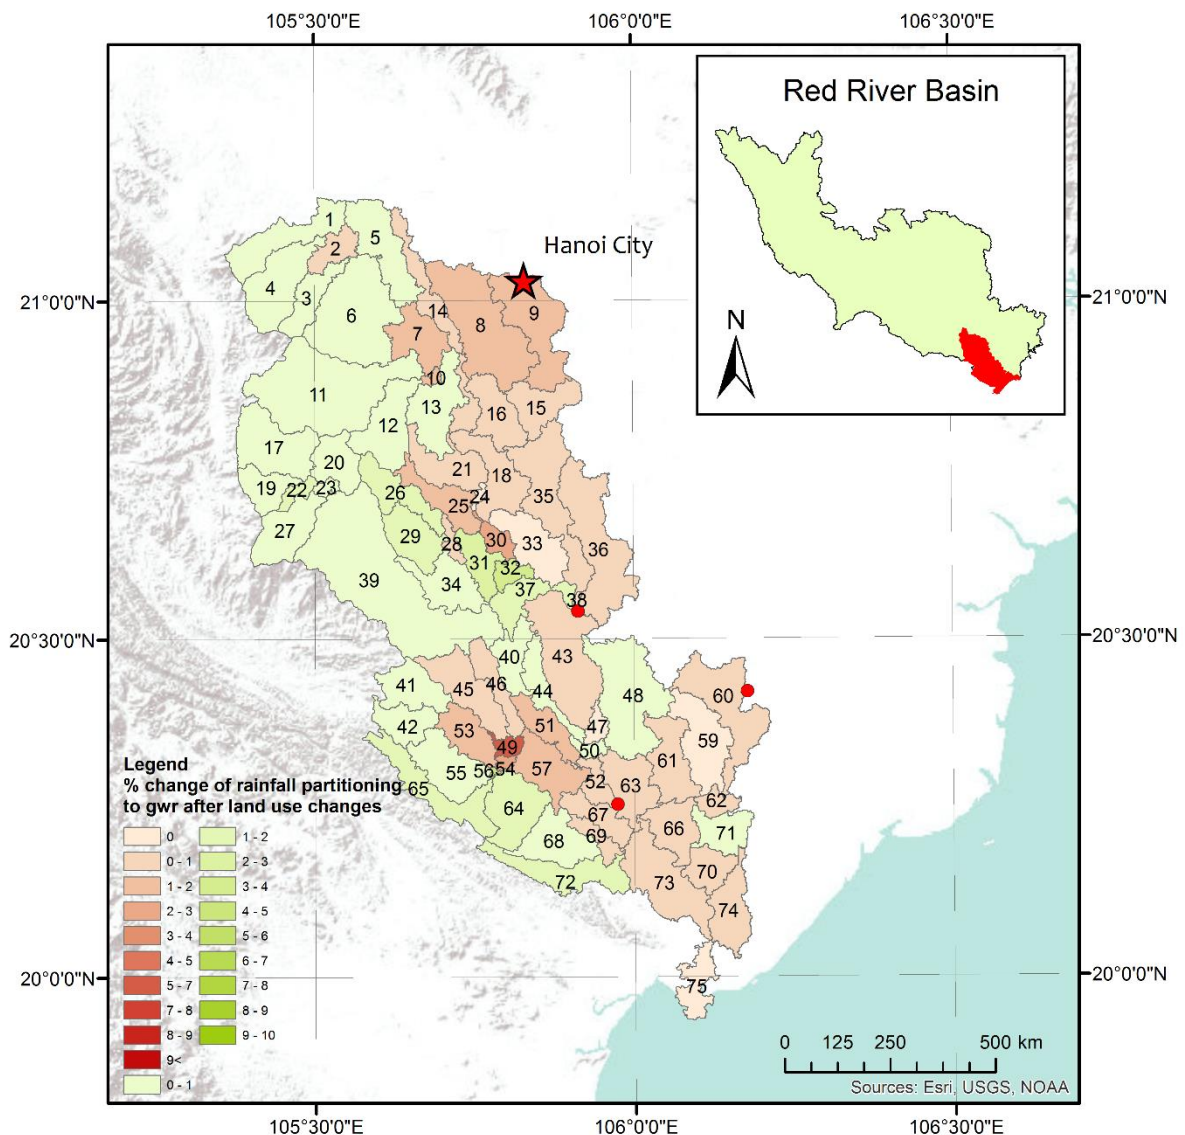 105°30'0"E
106°0'0"E
106°30'0"E
Red River Basin
Hanoi City
N
21°0'0"N
21°0'0"N
20°30'0"N
20°30'0"N
20°0'0"N
20°0'0"N
1
2
5
4
3
6
14
7
8
9
10
11
13
12
16
15
17
20
21
18
19
22
23
26
24
25
35
27
29
28
30
33
36
31
32
39
34
37
38
40
43
41
45
46
44
48
60
42
53
51
47
59
49
50
61
55
56
54
57
52
63
65
62
64
67
66
71
68
69
70
72
73
74
75
Legend
% change of rainfall partitioning
to gwr after land use changes
0
1 - 2
0 - 1
2 - 3
1 - 2
3 - 4
2 - 3
4 - 5
3 - 4
5 - 6
4 - 5
6 - 7
5 - 7
7 - 8
7 - 8
8 - 9
8 - 9
9 - 10
9<
0 - 1
0 125 250 500 km
Sources: Esri, USGS, NOAA
105°30'0"E
106°0'0"E
106°30'0"E